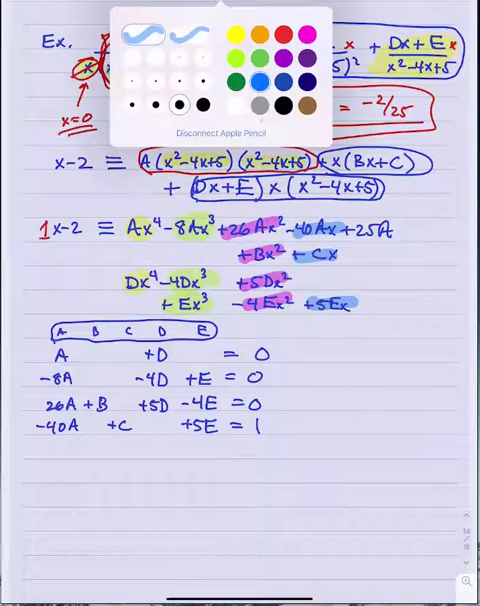 Ex.
x x + Dx + E x
5)² x²-4x+5
x=0 = -2/25
Disconnect Apple Pencil
x-2 ≡ A(x²-4x+5)(x²-4x+5)+x(Bx+C)
+ (Dx+E)x(x²-4x+5)
1x-2 ≡ Ax⁴-8Ax³+26Ax²-40Ax+25A
+Bx² + Cx
Dx⁴-4Dx³ +5Dx²
+ Ex³ -4Ex² +5Ex
A B C D E
A +D = 0
-8A -4D +E = 0
26A + B +5D -4E = 0
-40A +C +5E = 1
14
/